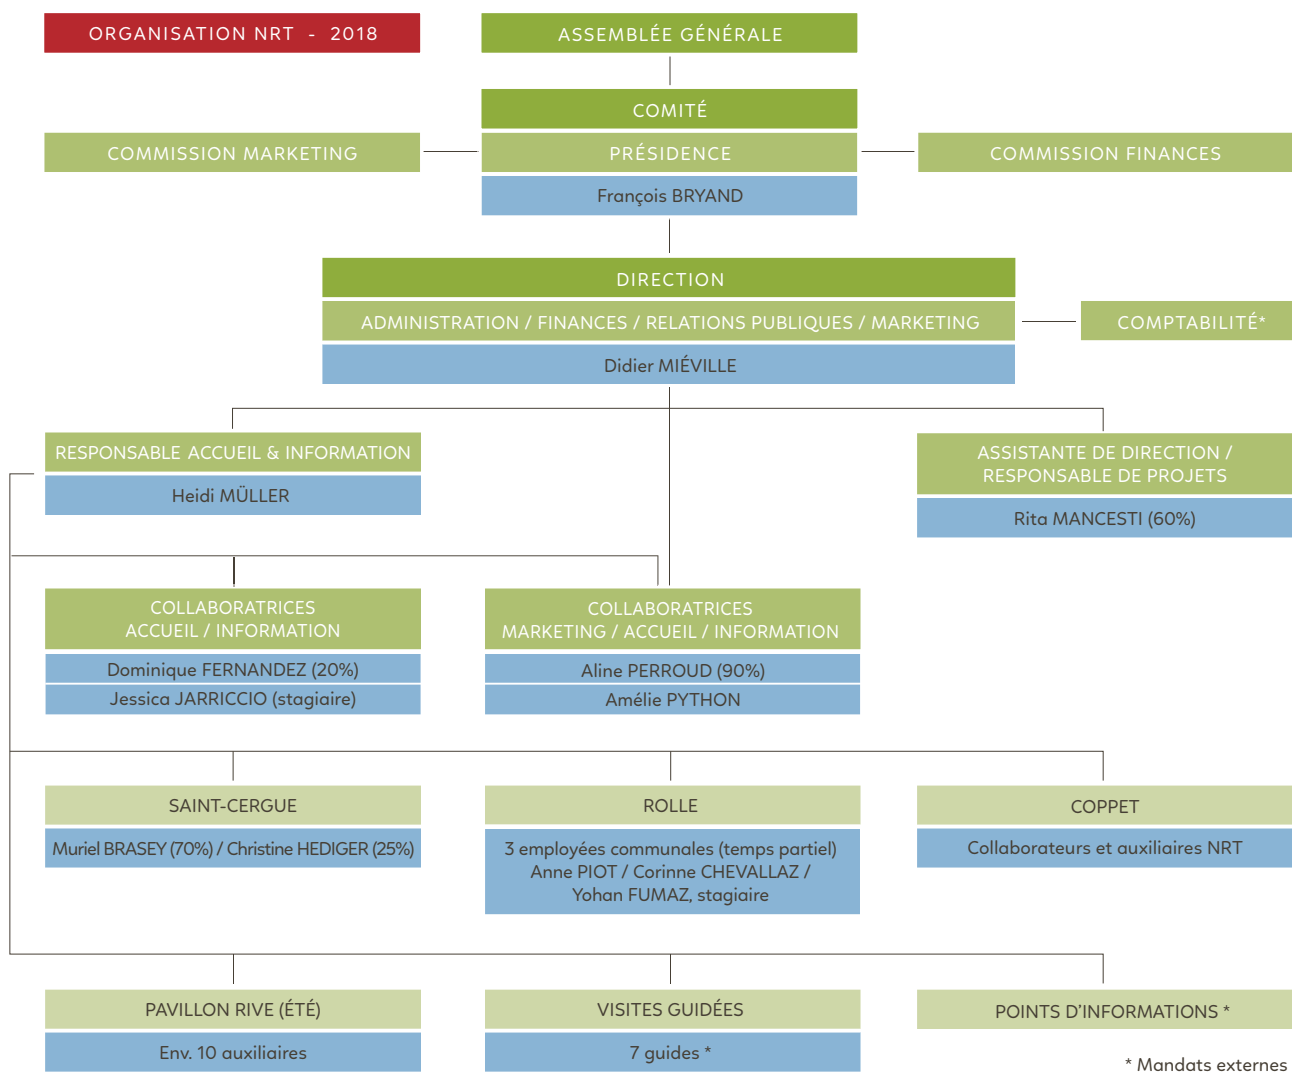 ORGANISATION NRT - 2018
ASSEMBLÉE GÉNÉRALE
COMITÉ
COMMISSION MARKETING
PRÉSIDENCE
COMMISSION FINANCES
François BRYAND
DIRECTION
ADMINISTRATION / FINANCES / RELATIONS PUBLIQUES / MARKETING
COMPTABILITÉ*
Didier MIÉVILLE
RESPONSABLE ACCUEIL & INFORMATION
Heidi MÜLLER
ASSISTANTE DE DIRECTION /
RESPONSABLE DE PROJETS
Rita MANCESTI (60%)
COLLABORATRICES
ACCUEIL / INFORMATION
Dominique FERNANDEZ (20%)
Jessica JARRICCIO (stagiaire)
COLLABORATRICES
MARKETING / ACCUEIL / INFORMATION
Aline PERROUD (90%)
Amélie PYTHON
SAINT-CERGUE
Muriel BRASEY (70%) / Christine HEDIGER (25%)
ROLLE
3 employées communales (temps partiel)
Anne PIOT / Corinne CHEVALLAZ /
Yohan FUMAZ, stagiaire
COPPET
Collaborateurs et auxiliaires NRT
PAVILLON RIVE (ÉTÉ)
Env. 10 auxiliaires
VISITES GUIDÉES
7 guides *
POINTS D'INFORMATIONS *
* Mandats externes